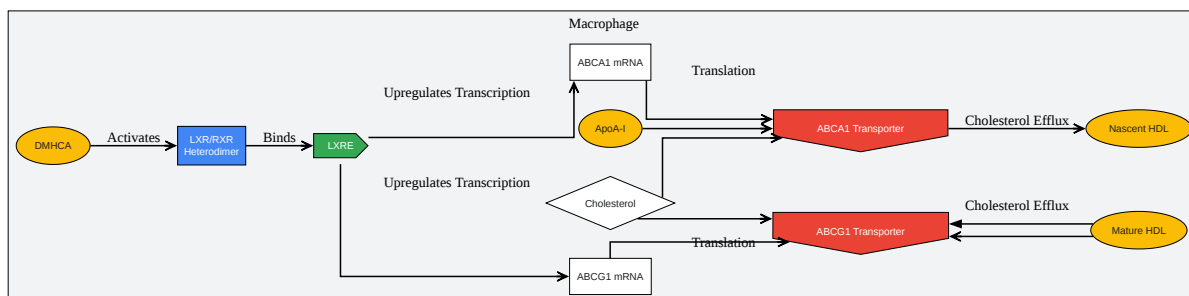 Macrophage
ABCA1 mRNA
Translation
Upregulates Transcription
ApoA-I
ABCA1 Transporter
Cholesterol Efflux
Nascent HDL
DMHCA
Activates
LXR/RXR
Heterodimer
Binds
LXRE
Upregulates Transcription
Cholesterol
Cholesterol Efflux
ABCG1 Transporter
Mature HDL
Translation
ABCG1 mRNA